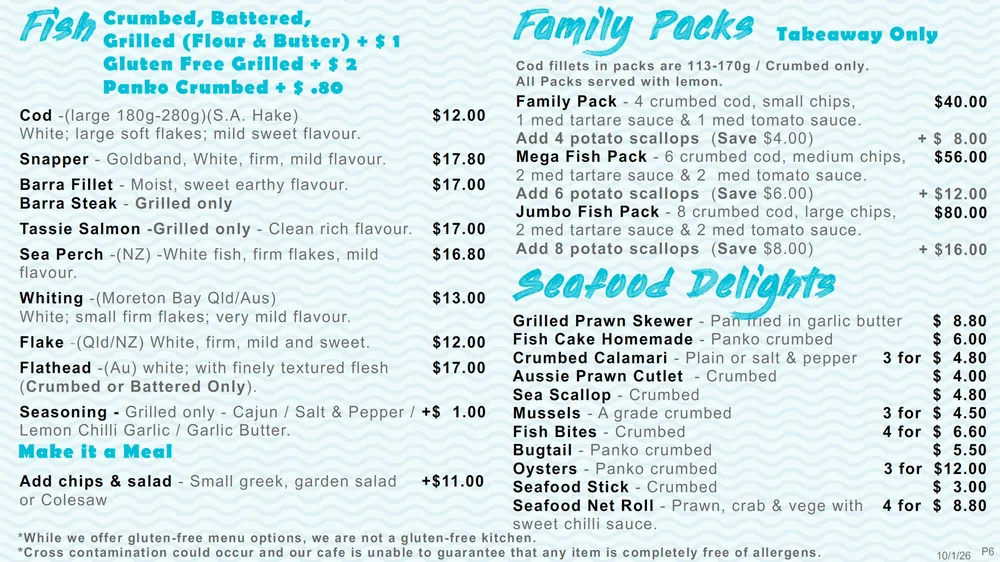 Fish
Crumbed, Battered,
Grilled (Flour & Butter) + $ 1
Gluten Free Grilled + $ 2
Panko Crumbed + $ .80
Cod -(large 180g-280g)(S.A. Hake) $12.00
White; large soft flakes; mild sweet flavour.
Snapper - Goldband, White, firm, mild flavour. $17.80
Barra Fillet - Moist, sweet earthy flavour. $17.00
Barra Steak - Grilled only
Tassie Salmon -Grilled only - Clean rich flavour. $17.00
Sea Perch -(NZ) -White fish, firm flakes, mild $16.80
flavour.
Whiting -(Moreton Bay Qld/Aus) $13.00
White; small firm flakes; very mild flavour.
Flake -(Qld/NZ) White, firm, mild and sweet. $12.00
Flathead -(Au) white; with finely textured flesh $17.00
(Crumbed or Battered Only).
Seasoning - Grilled only - Cajun / Salt & Pepper / +$ 1.00
Lemon Chilli Garlic / Garlic Butter.
Make it a Meal
Add chips & salad - Small greek, garden salad +$11.00
or Colesaw
Family Packs Takeaway Only
Cod fillets in packs are 113-170g / Crumbed only.
All Packs served with lemon.
Family Pack - 4 crumbed cod, small chips, $40.00
1 med tartare sauce & 1 med tomato sauce.
Add 4 potato scallops (Save $4.00) + $ 8.00
Mega Fish Pack - 6 crumbed cod, medium chips, $56.00
2 med tartare sauce & 2 med tomato sauce.
Add 6 potato scallops (Save $6.00) + $12.00
Jumbo Fish Pack - 8 crumbed cod, large chips, $80.00
2 med tartare sauce & 2 med tomato sauce.
Add 8 potato scallops (Save $8.00) + $16.00
Seafood Delights
Grilled Prawn Skewer - Pan fried in garlic butter $ 8.80
Fish Cake Homemade - Panko crumbed $ 6.00
Crumbed Calamari - Plain or salt & pepper 3 for $ 4.80
Aussie Prawn Cutlet - Crumbed $ 4.00
Sea Scallop - Crumbed $ 4.80
Mussels - A grade crumbed 3 for $ 4.50
Fish Bites - Crumbed 4 for $ 6.60
Bugtail - Panko crumbed $ 5.50
Oysters - Panko crumbed 3 for $12.00
Seafood Stick - Crumbed $ 3.00
Seafood Net Roll - Prawn, crab & vege with 4 for $ 8.80
sweet chilli sauce.
*While we offer gluten-free menu options, we are not a gluten-free kitchen.
*Cross contamination could occur and our cafe is unable to guarantee that any item is completely free of allergens.
10/1/26 P6